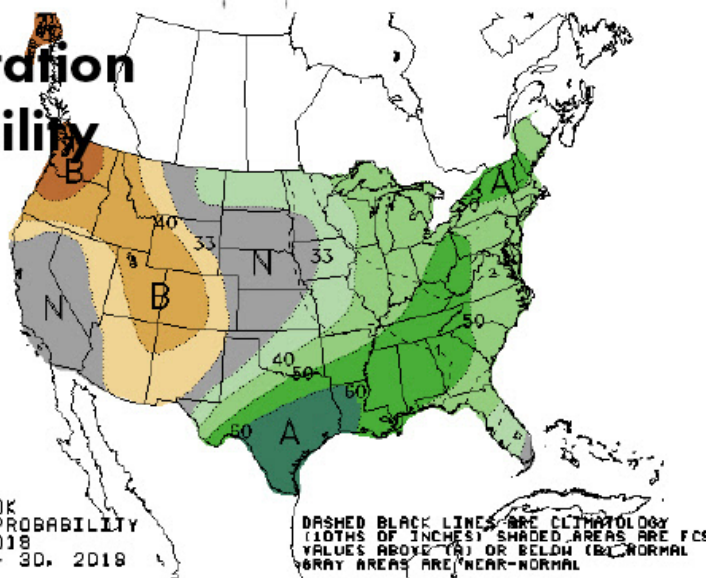 ration
ility
B
A
50
40
33
N
33
B
N
50
40
50
60
60
A
OK
PROBABILITY
018
- 30, 2018
DASHED BLACK LINES ARE CLIMATOLOGY
(10THS OF INCHES) SHADED AREAS ARE FCS
VALUES ABOVE (A) OR BELOW (B) NORMAL
GRAY AREAS ARE NEAR-NORMAL